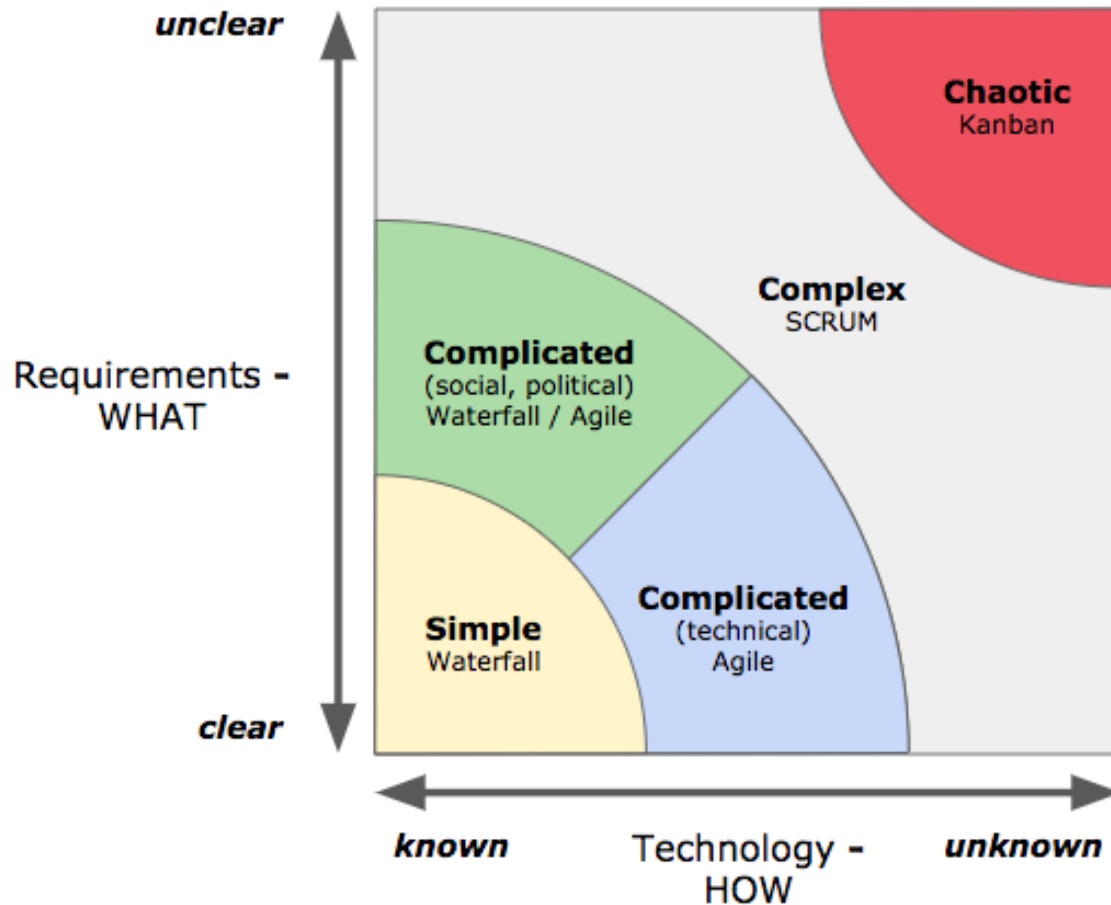 unclear
Chaotic
Kanban
Complex
SCRUM
Complicated
(social, political)
Waterfall / Agile
Requirements -
WHAT
Complicated
(technical)
Agile
Simple
Waterfall
clear
known
Technology -
HOW
unknown